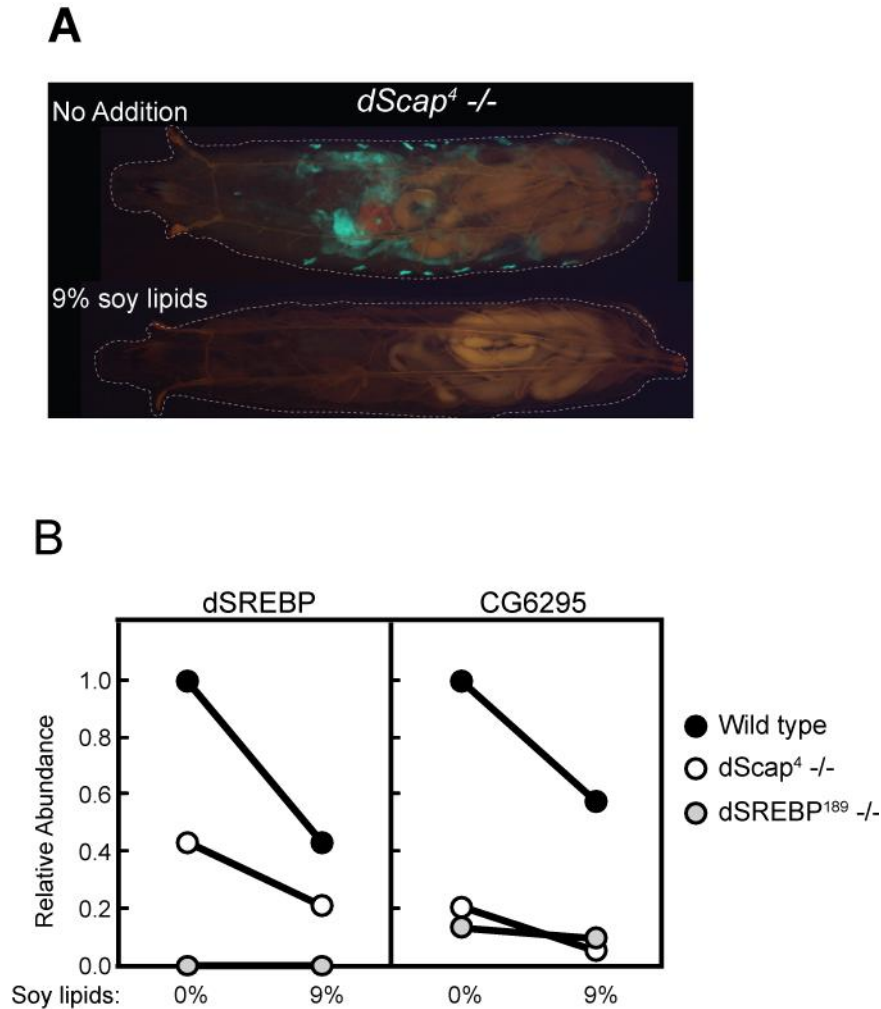 A
dScap⁴ -/-
No Addition
9% soy lipids
B
dSREBP CG6295
Relative Abundance
1.0
0.8
0.6
0.4
0.2
0.0
Wild type
dScap⁴ -/-
dSREBP¹⁸⁹ -/-
Soy lipids: 0% 9% 0% 9%